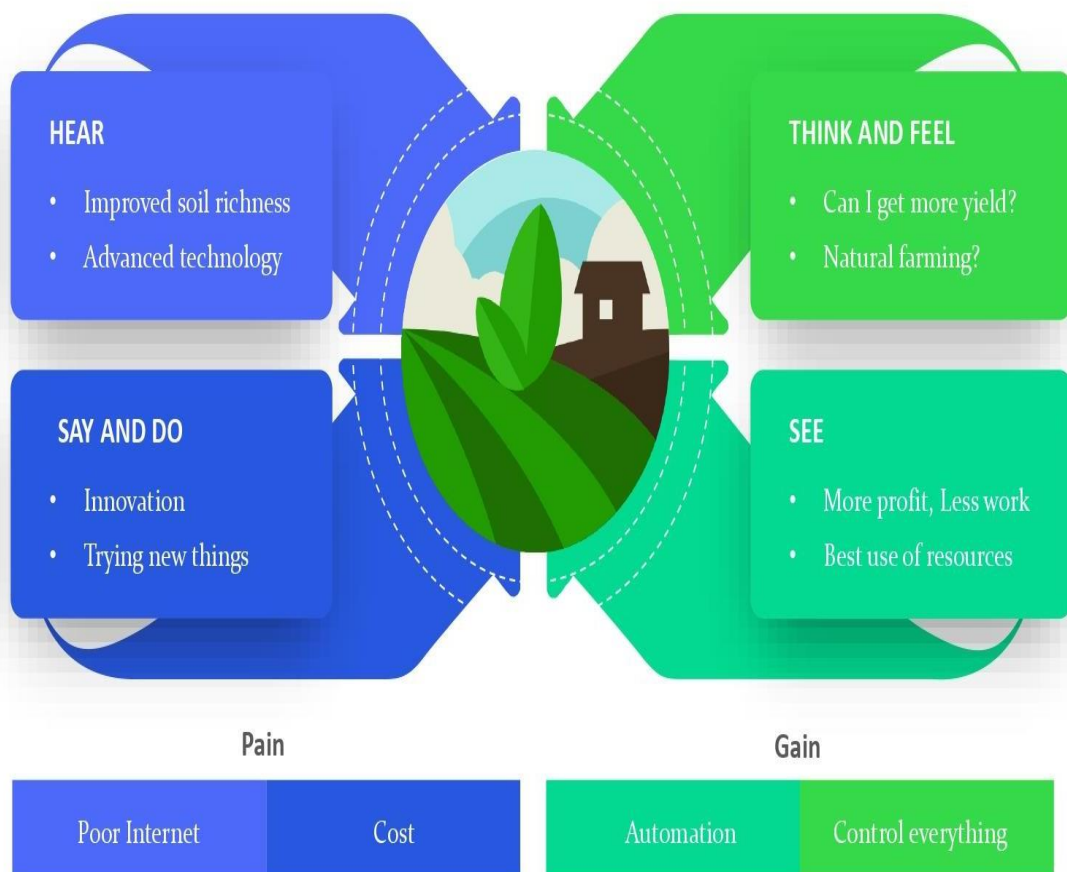 HEAR
• Improved soil richness
• Advanced technology
THINK AND FEEL
• Can I get more yield?
• Natural farming?
SAY AND DO
• Innovation
• Trying new things
SEE
• More profit, Less work
• Best use of resources
Pain
Poor Internet
Cost
Gain
Automation
Control everything